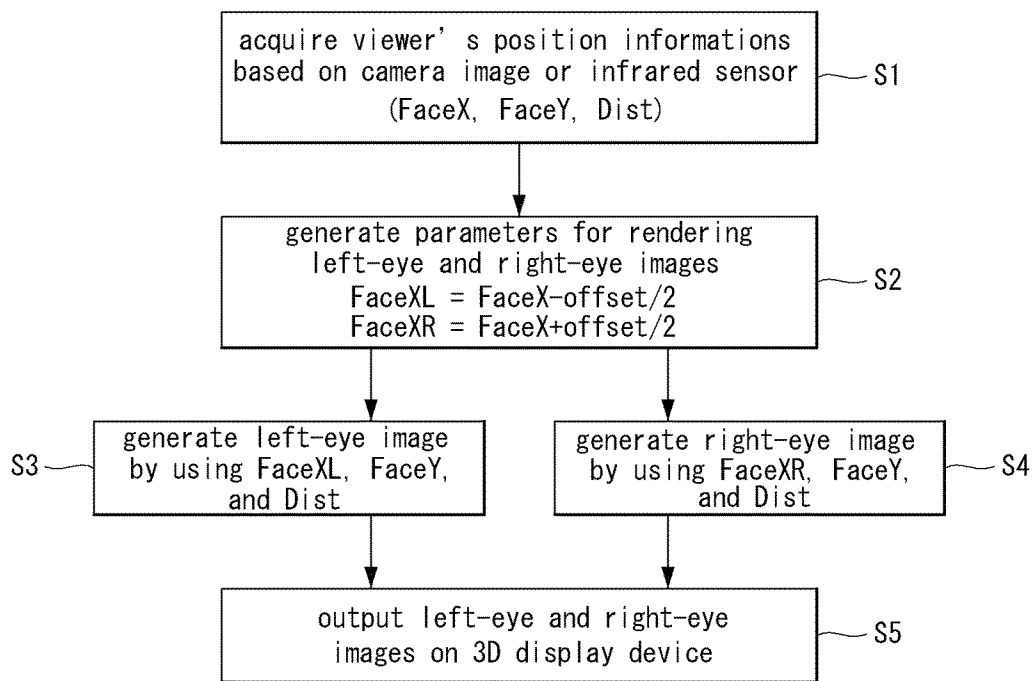 acquire viewer's position informations
based on camera image or infrared sensor
(FaceX, FaceY, Dist)
S1
generate parameters for rendering
left-eye and right-eye images
FaceXL = FaceX-offset/2
FaceXR = FaceX+offset/2
S2
S3
generate left-eye image
by using FaceXL, FaceY,
and Dist
generate right-eye image
by using FaceXR, FaceY,
and Dist
S4
output left-eye and right-eye
images on 3D display device
S5